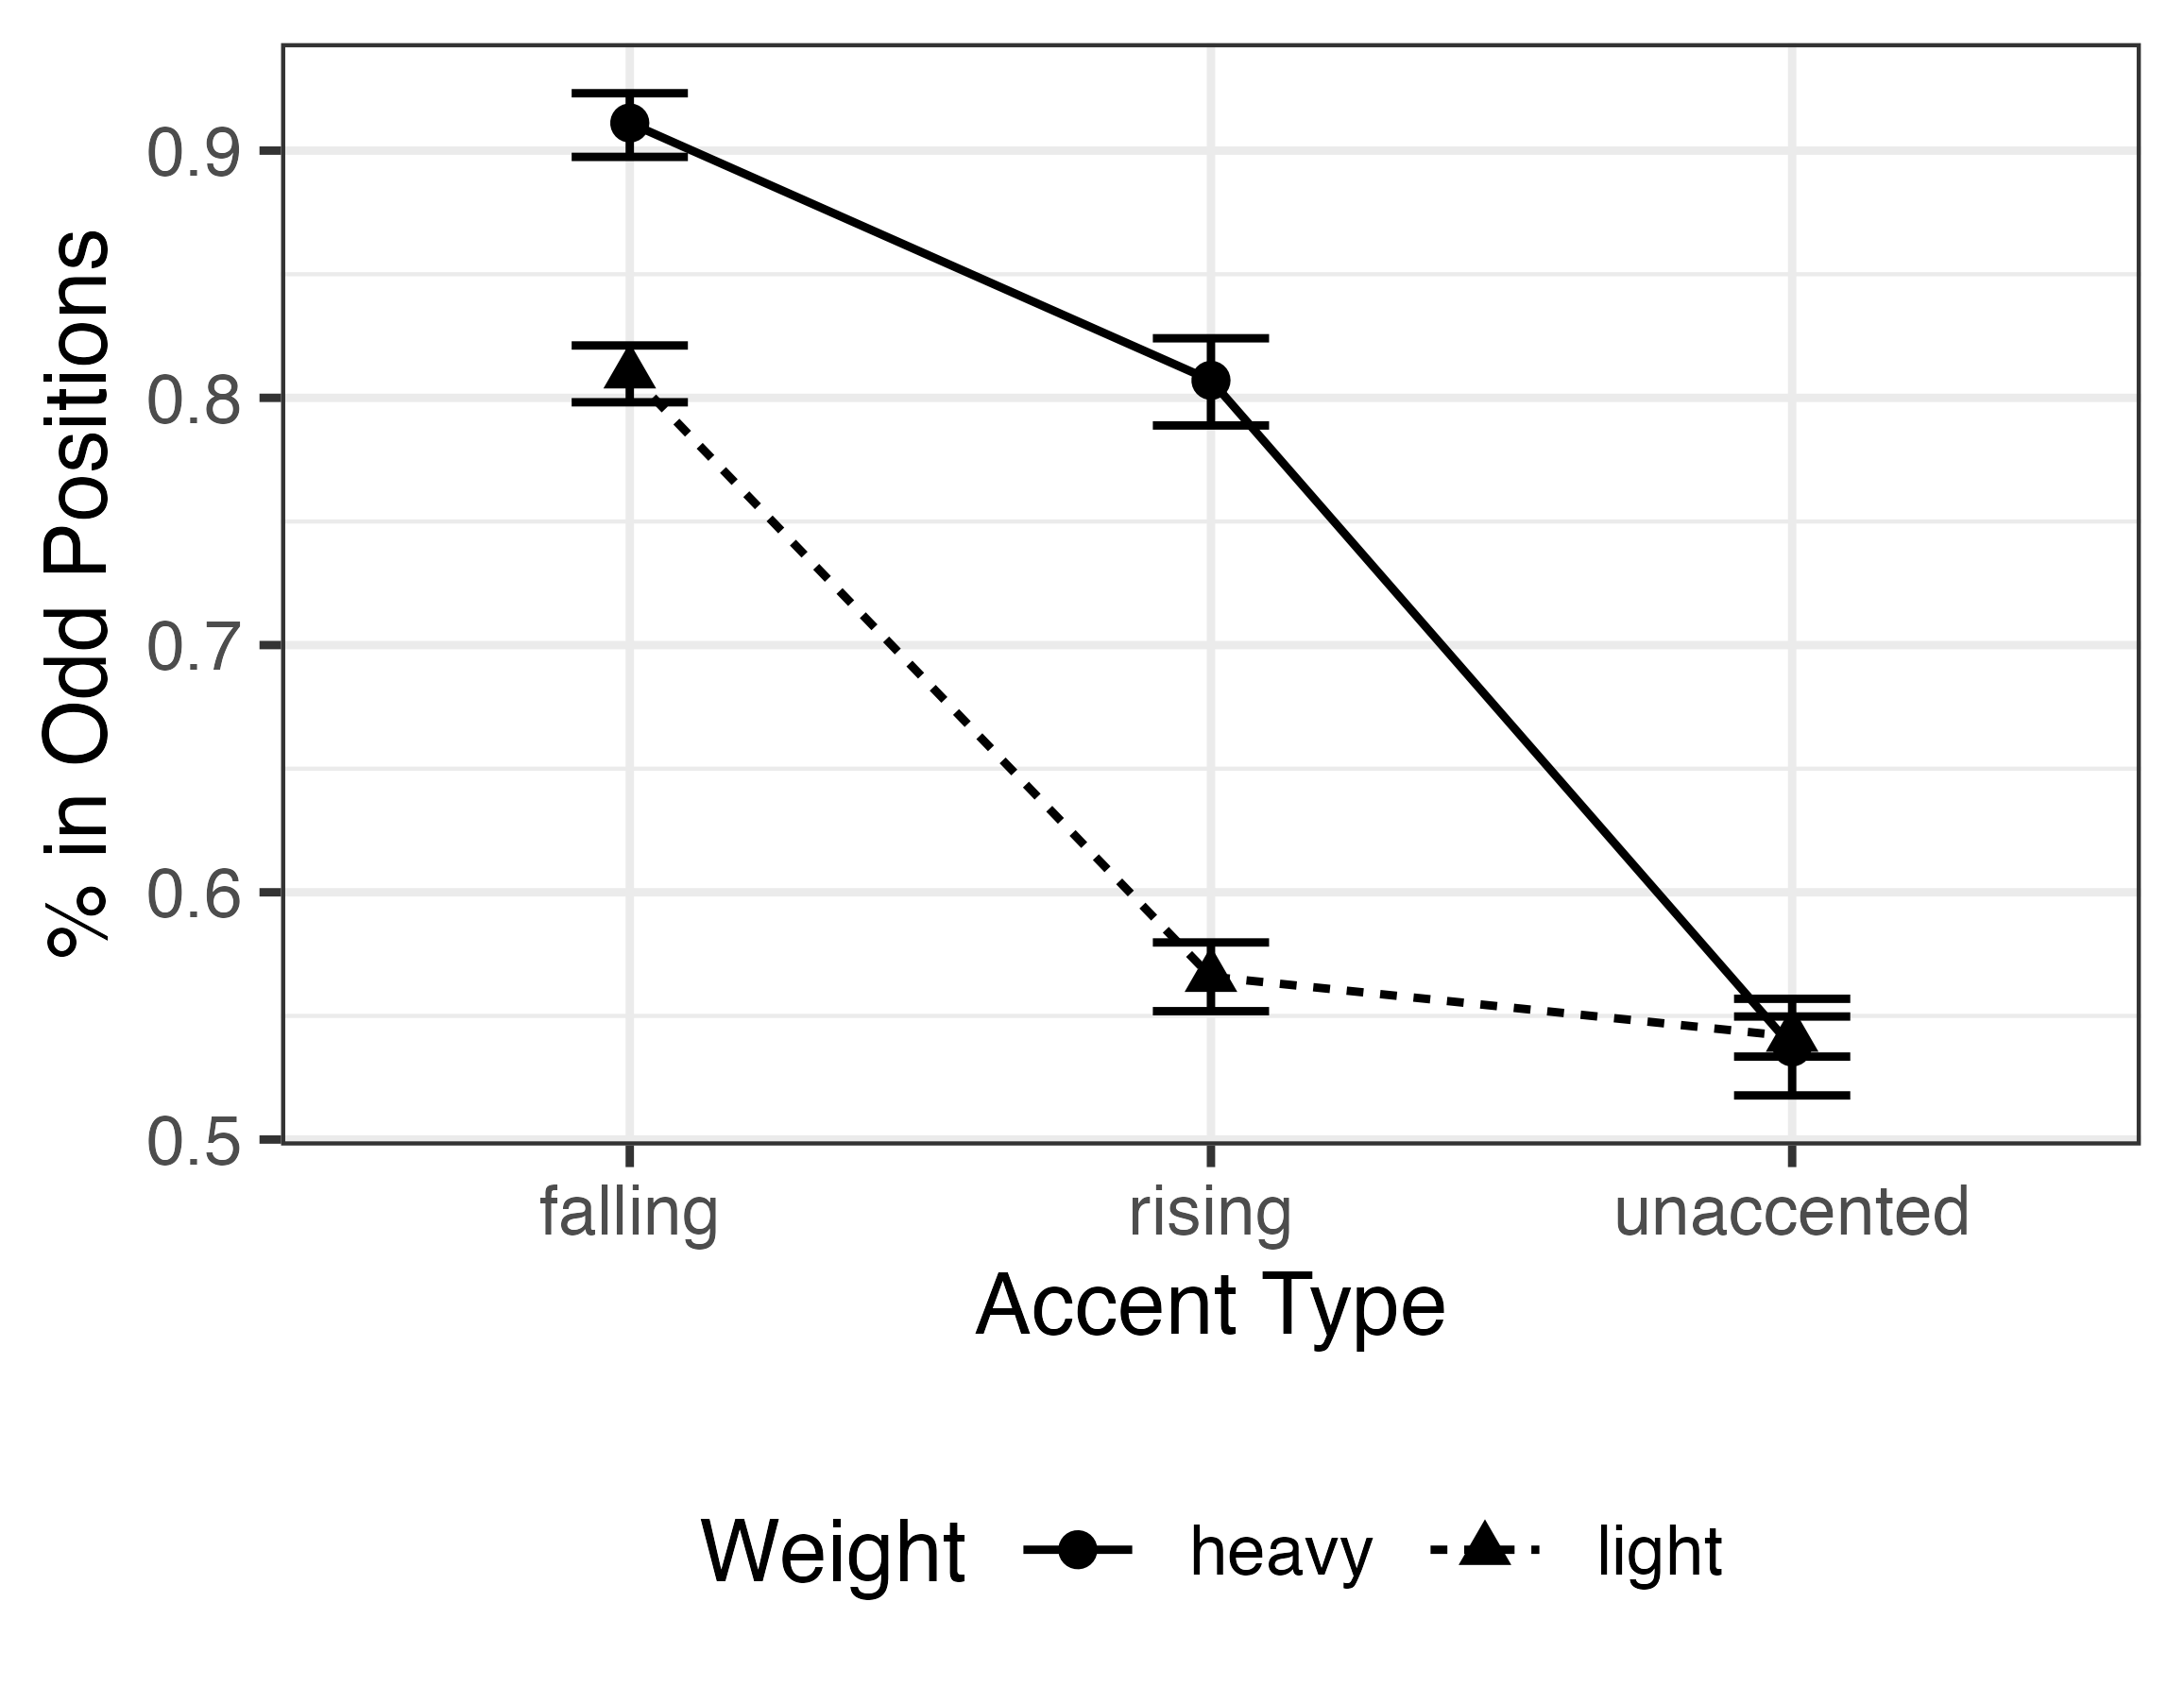 % in Odd Positions
0.9
0.8
0.7
0.6
0.5
falling rising unaccented
Accent Type
Weight heavy light